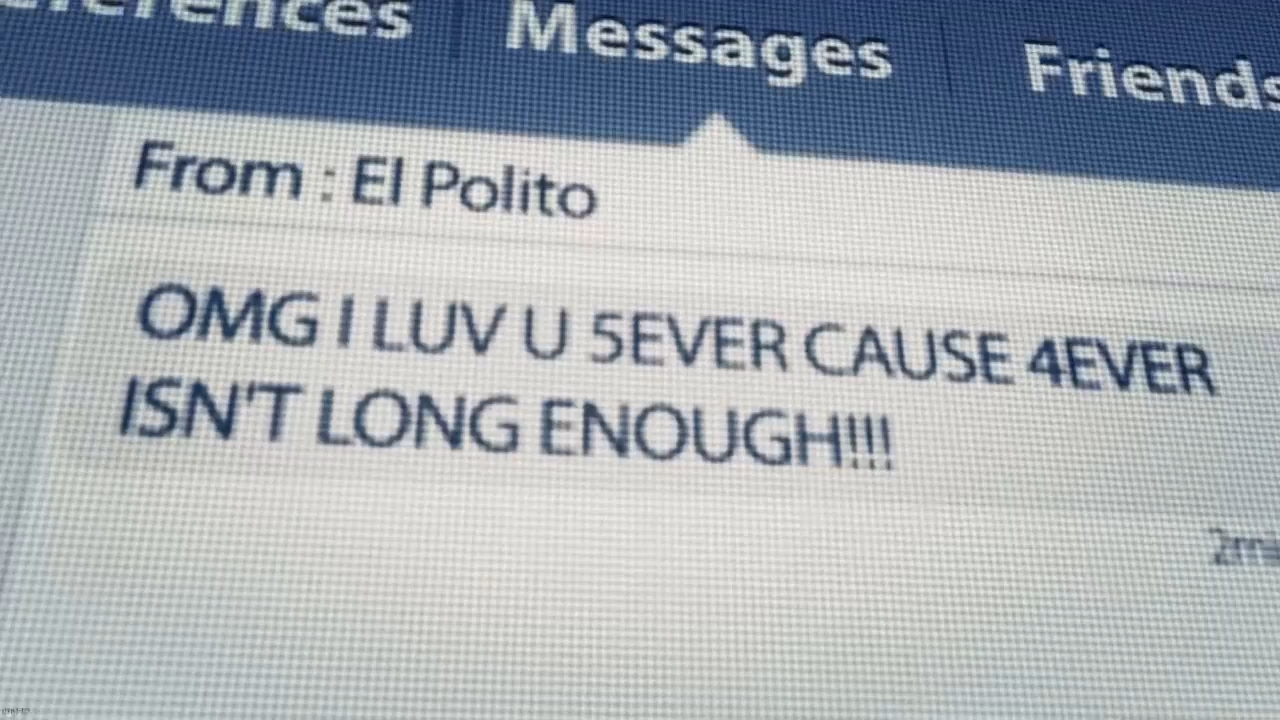 Messages
Friends
From : El Polito
OMG I LUV U 5EVER CAUSE 4EVER
ISN'T LONG ENOUGH!!!